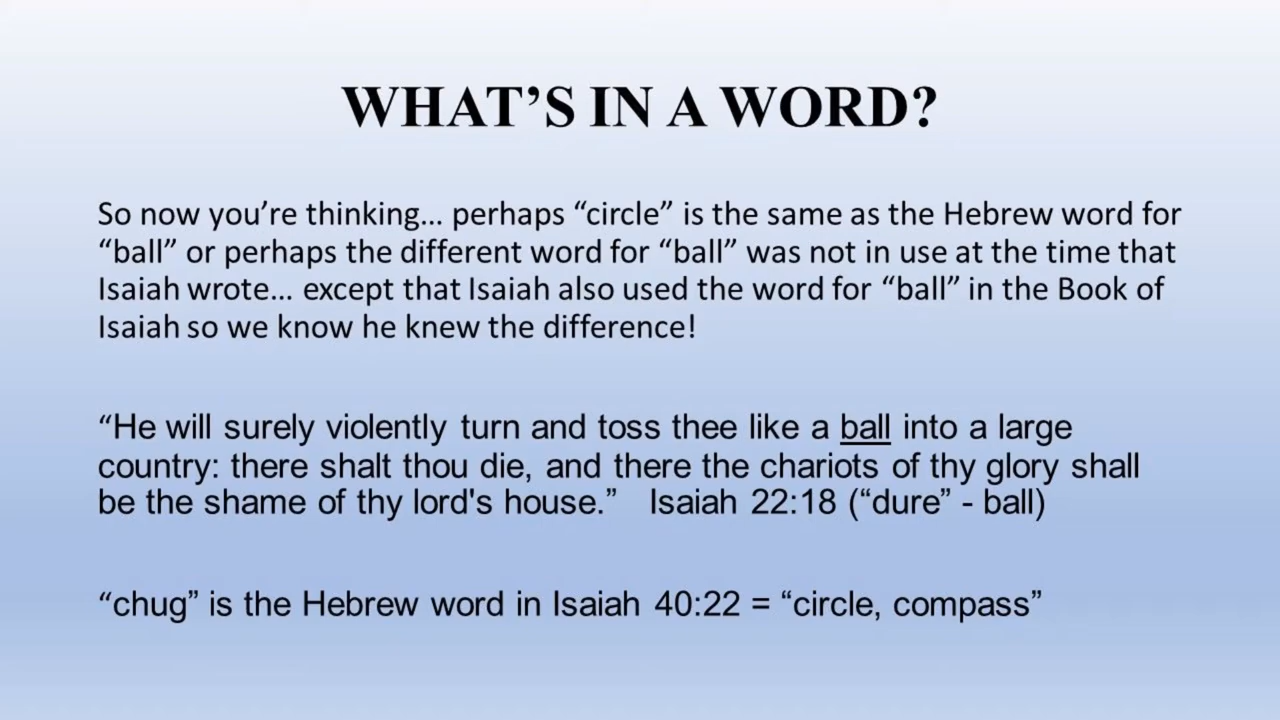 WHAT’S IN A WORD?
So now you’re thinking… perhaps “circle” is the same as the Hebrew word for
“ball” or perhaps the different word for “ball” was not in use at the time that
Isaiah wrote… except that Isaiah also used the word for “ball” in the Book of
Isaiah so we know he knew the difference!
“He will surely violently turn and toss thee like a ball into a large
country: there shalt thou die, and there the chariots of thy glory shall
be the shame of thy lord's house.” Isaiah 22:18 (“dure” - ball)
“chug” is the Hebrew word in Isaiah 40:22 = “circle, compass”